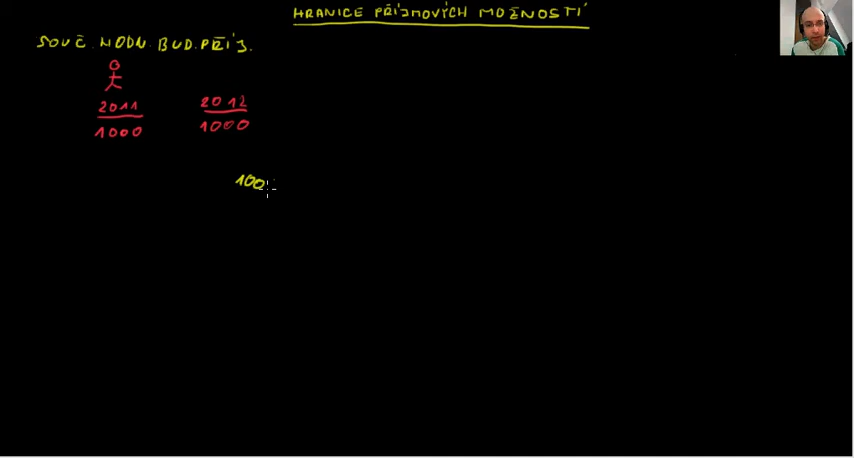 HRANICE PŘÍJMOVÝCH MOŽNOSTÍ
SOUČ. HODN. BUD. PŘÍJ.
2011 2012
1000 1000
100